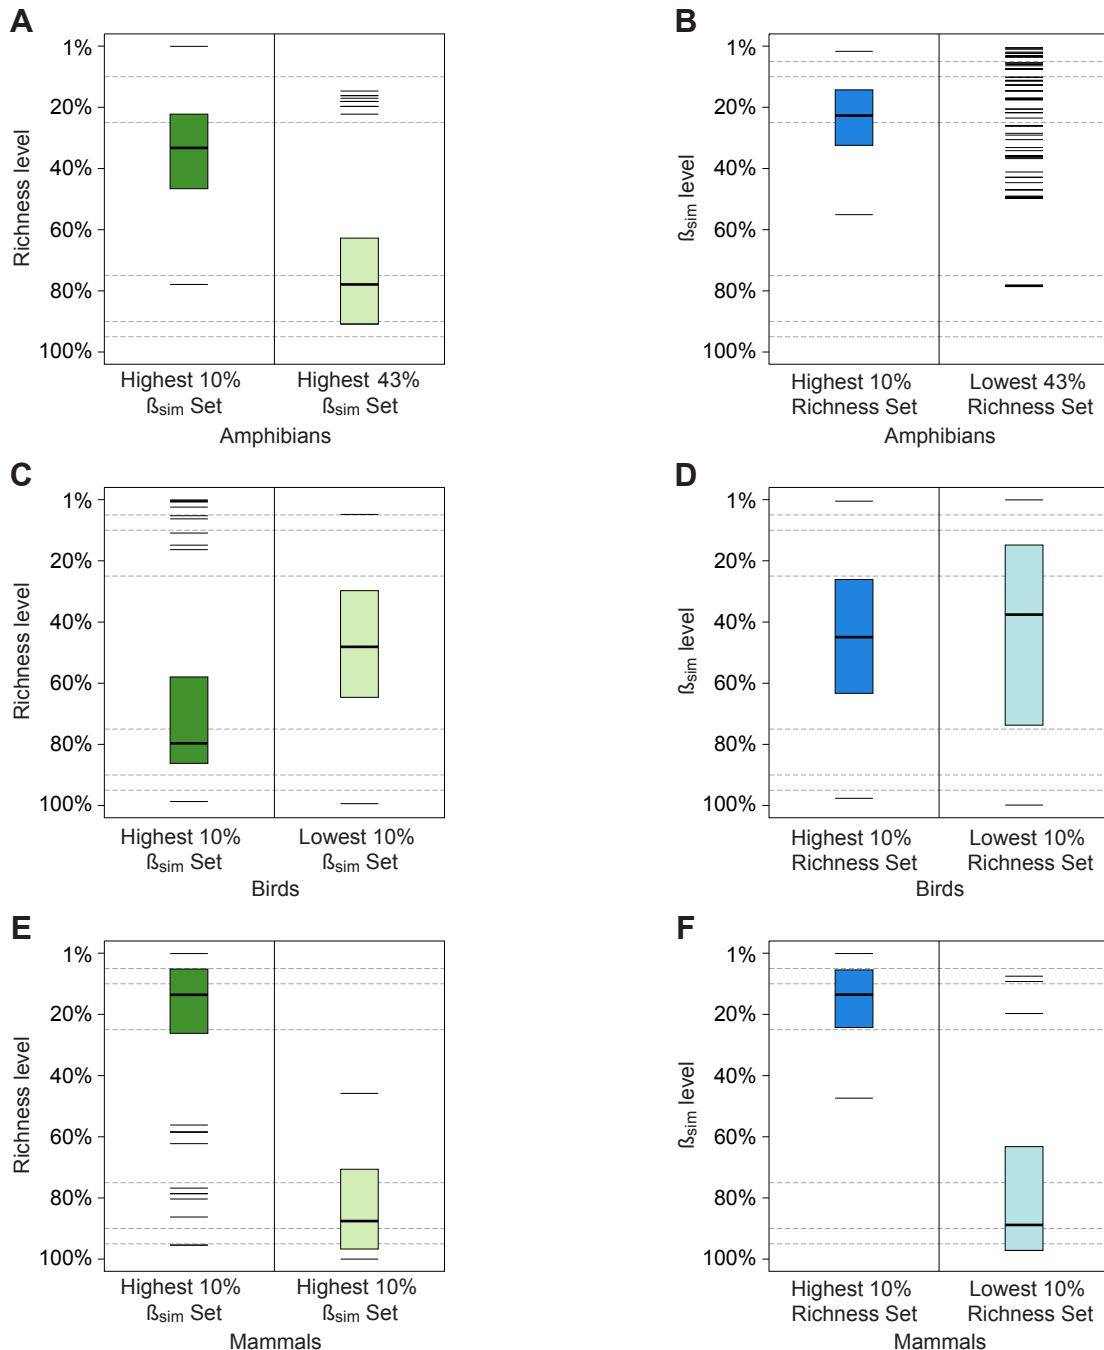 A
1%
20%
40%
60%
80%
100%
Richness level
Highest 10%
ßsim Set
Highest 43%
ßsim Set
Amphibians
B
1%
20%
40%
60%
80%
100%
ßsim level
Highest 10%
Richness Set
Lowest 43%
Richness Set
Amphibians
C
1%
20%
40%
60%
80%
100%
Richness level
Highest 10%
ßsim Set
Lowest 10%
ßsim Set
Birds
D
1%
20%
40%
60%
80%
100%
ßsim level
Highest 10%
Richness Set
Lowest 10%
Richness Set
Birds
E
1%
20%
40%
60%
80%
100%
Richness level
Highest 10%
ßsim Set
Highest 10%
ßsim Set
Mammals
F
1%
20%
40%
60%
80%
100%
ßsim level
Highest 10%
Richness Set
Lowest 10%
Richness Set
Mammals